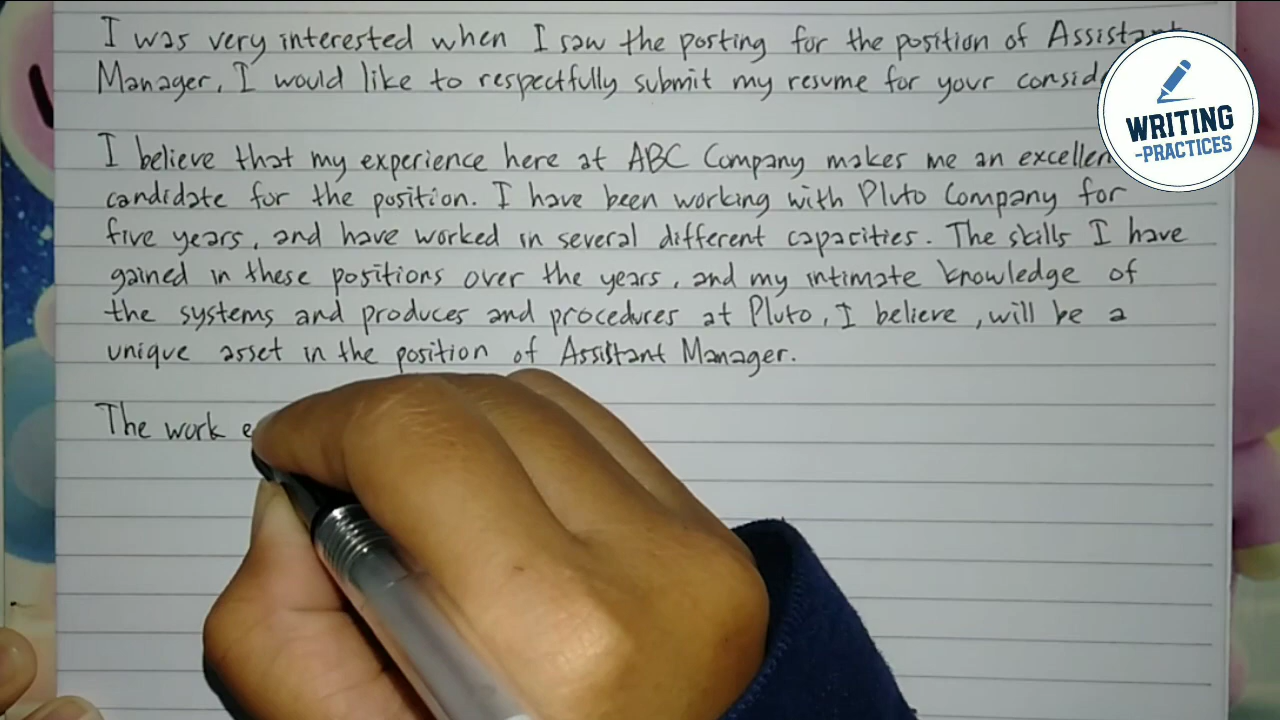 I was very interested when I saw the posting for the position of Assistant
Manager, I would like to respectfully submit my resume for your consid
I believe that my experience here at ABC Company makes me an excellen
candidate for the position. I have been working with Pluto Company for
five years, and have worked in several different capacities. The skills I have
gained in these positions over the years, and my intimate knowledge of
the systems and produces and procedures at Pluto, I believe, will be a
unique asset in the position of Assistant Manager.
The work e
WRITING
-PRACTICES